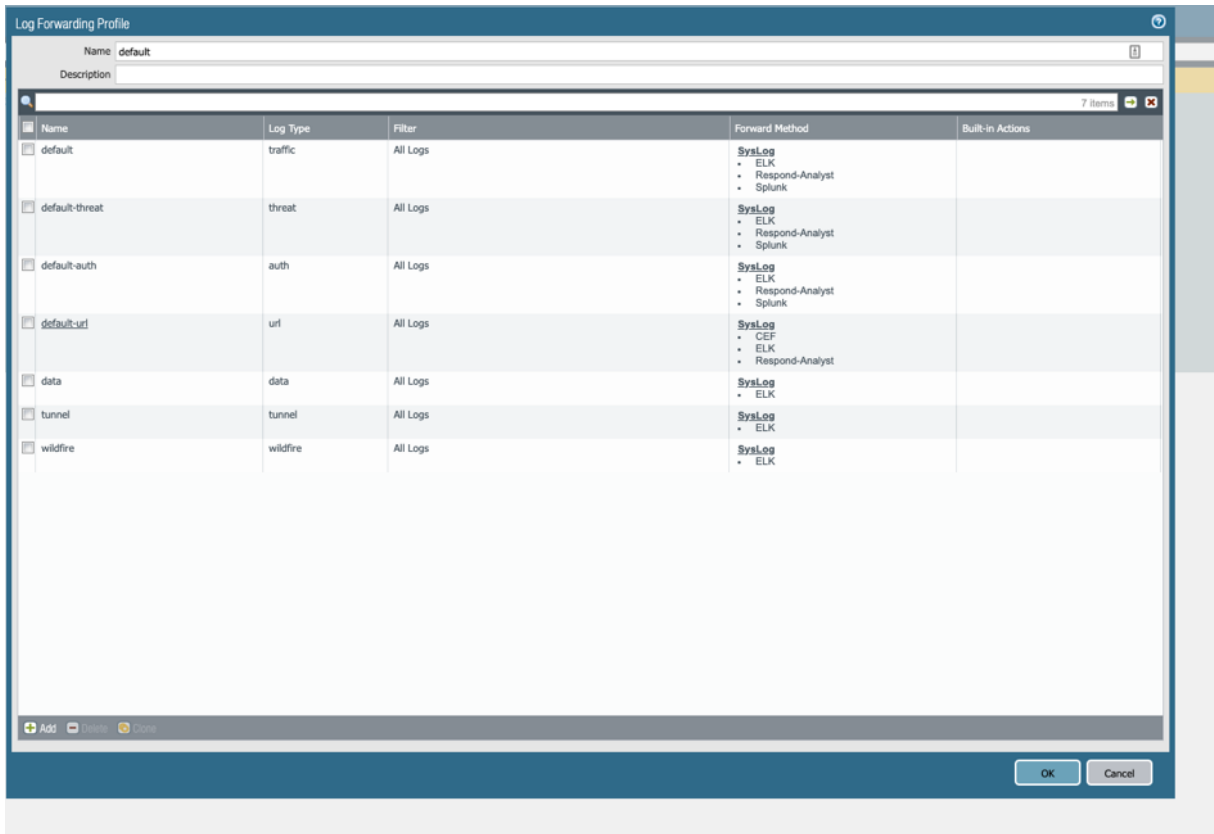 Log Forwarding Profile
Name default
Description
7 items
Name Log Type Filter Forward Method Built-in Actions
default traffic All Logs SysLog
• ELK
• Respond-Analyst
• Splunk
default-threat threat All Logs SysLog
• ELK
• Respond-Analyst
• Splunk
default-auth auth All Logs SysLog
• ELK
• Respond-Analyst
• Splunk
default-url url All Logs SysLog
• CEF
• ELK
• Respond-Analyst
data data All Logs SysLog
• ELK
tunnel tunnel All Logs SysLog
• ELK
wildfire wildfire All Logs SysLog
• ELK
Add Delete Clone
OK Cancel